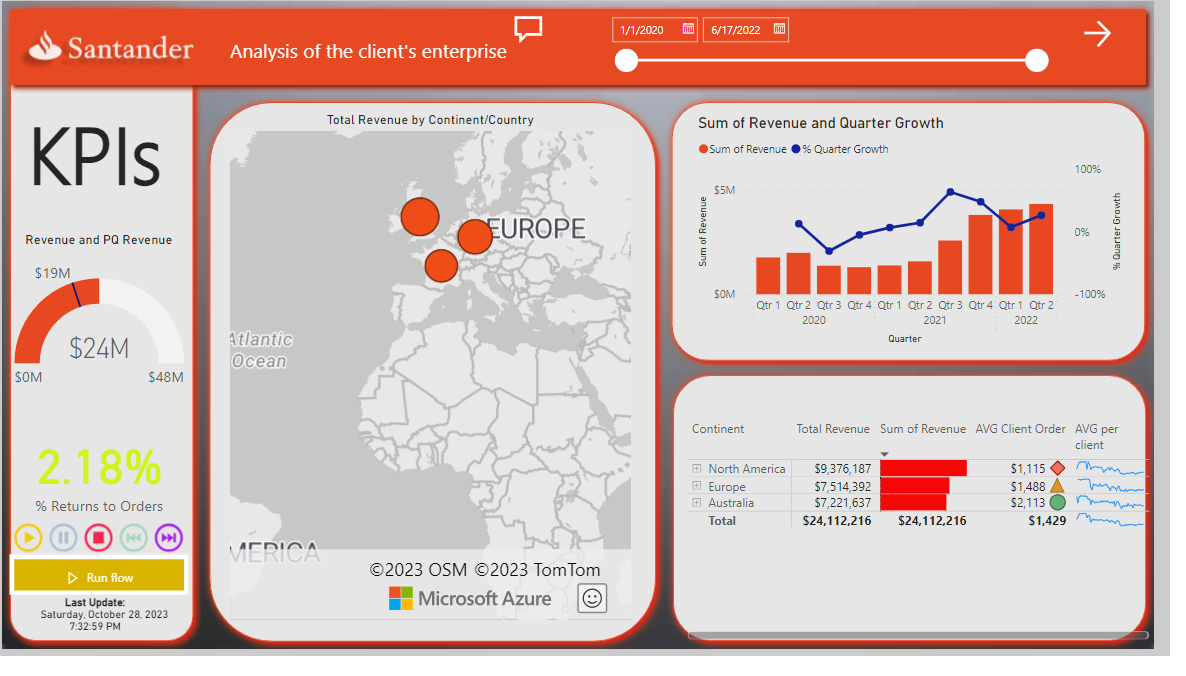 Santander
Analysis of the client's enterprise
1/1/2020
6/17/2022
KPIs
Revenue and PQ Revenue
$19M
$24M
$0M
$48M
2.18%
% Returns to Orders
Run flow
Last Update:
Saturday, October 28, 2023
7:32:59 PM
Total Revenue by Continent/Country
EUROPE
Atlantic
Ocean
MERICA
©2023 OSM ©2023 TomTom
Microsoft Azure
Sum of Revenue and Quarter Growth
Sum of Revenue % Quarter Growth
Sum of Revenue
$5M
$0M
100%
0%
-100%
% Quarter Growth
Qtr 1 Qtr 2 Qtr 3 Qtr 4 Qtr 1 Qtr 2 Qtr 3 Qtr 4 Qtr 1 Qtr 2
2020 2021 2022
Quarter
Continent Total Revenue Sum of Revenue AVG Client Order AVG per
client
North America $9,376,187 $1,115
Europe $7,514,392 $1,488
Australia $7,221,637 $2,113
Total $24,112,216 $24,112,216 $1,429